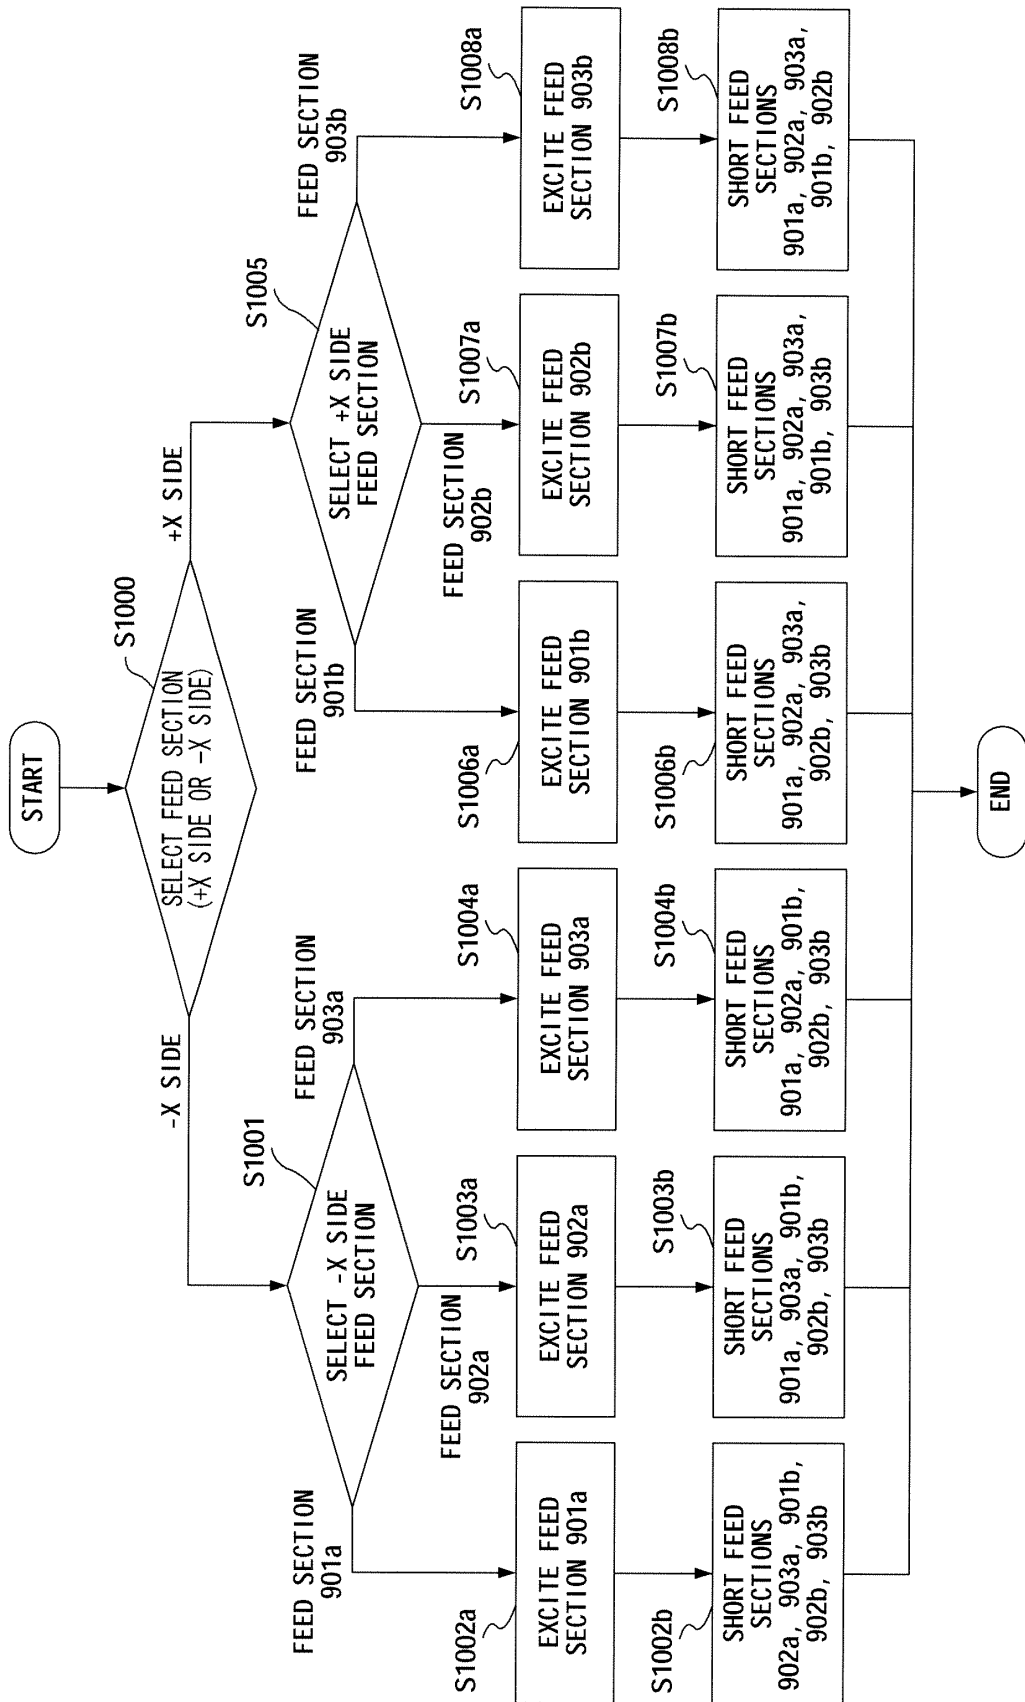 START
S1000
SELECT FEED SECTION
(+X SIDE OR -X SIDE)
-X SIDE
+X SIDE
S1001
SELECT -X SIDE
FEED SECTION
S1005
SELECT +X SIDE
FEED SECTION
FEED SECTION
901a
FEED SECTION
902a
FEED SECTION
903a
FEED SECTION
901b
FEED SECTION
902b
FEED SECTION
903b
S1002a
EXCITE FEED
SECTION 901a
S1003a
EXCITE FEED
SECTION 902a
S1004a
EXCITE FEED
SECTION 903a
S1006a
EXCITE FEED
SECTION 901b
S1007a
EXCITE FEED
SECTION 902b
S1008a
EXCITE FEED
SECTION 903b
S1002b
SHORT FEED
SECTIONS
902a, 903a, 901b,
902b, 903b
S1003b
SHORT FEED
SECTIONS
901a, 903a, 901b,
902b, 903b
S1004b
SHORT FEED
SECTIONS
901a, 902a, 901b,
902b, 903b
S1006b
SHORT FEED
SECTIONS
901a, 902a, 903a,
902b, 903b
S1007b
SHORT FEED
SECTIONS
901a, 902a, 903a,
901b, 903b
S1008b
SHORT FEED
SECTIONS
901a, 902a, 903a,
901b, 902b
END